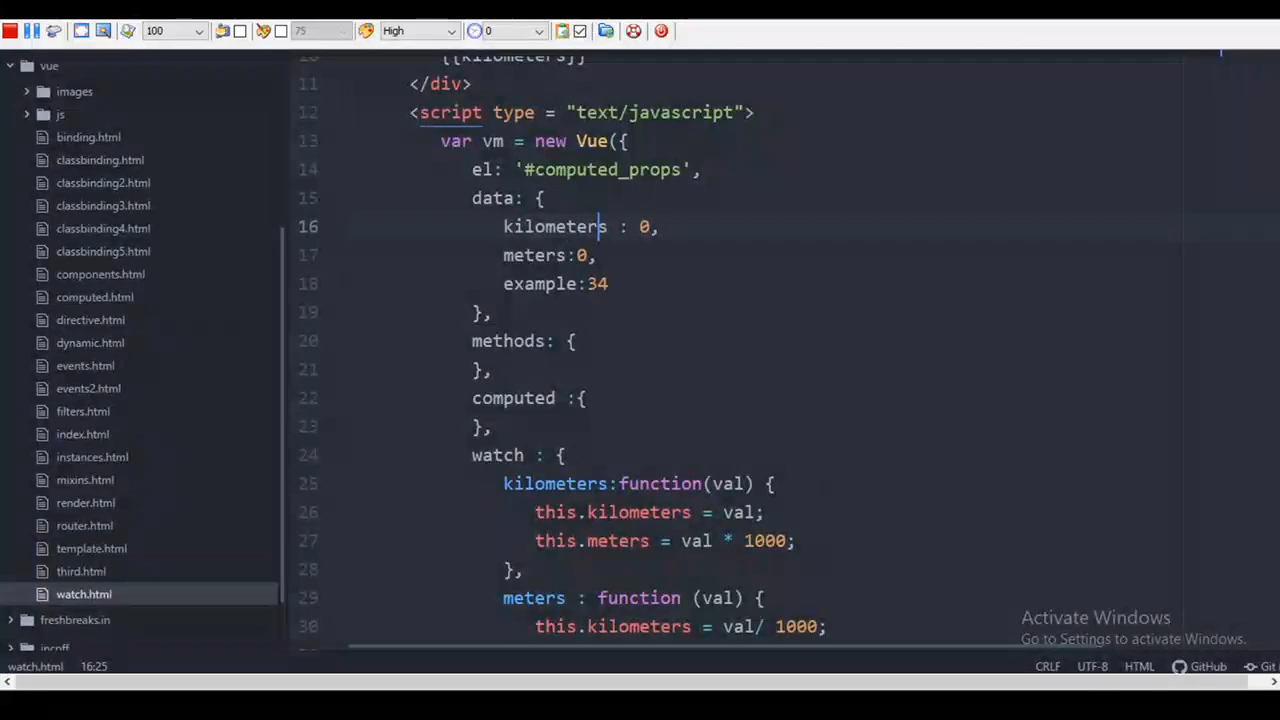 100
75
High
0
vue
images
js
binding.html
classbinding.html
classbinding2.html
classbinding3.html
classbinding4.html
classbinding5.html
components.html
computed.html
directive.html
dynamic.html
events.html
events2.html
filters.html
index.html
instances.html
mixins.html
render.html
router.html
template.html
third.html
watch.html
freshbreaks.in
10 {{kilometers}}
11 </div>
12 <script type = "text/javascript">
13 var vm = new Vue({
14 el: '#computed_props',
15 data: {
16 kilometers : 0,
17 meters:0,
18 example:34
19 },
20 methods: {
21 },
22 computed :{
23 },
24 watch : {
25 kilometers:function(val) {
26 this.kilometers = val;
27 this.meters = val * 1000;
28 },
29 meters : function (val) {
30 this.kilometers = val/ 1000;
Activate Windows
Go to Settings to activate Windows.
watch.html 16:25
CRLF UTF-8 HTML GitHub Git